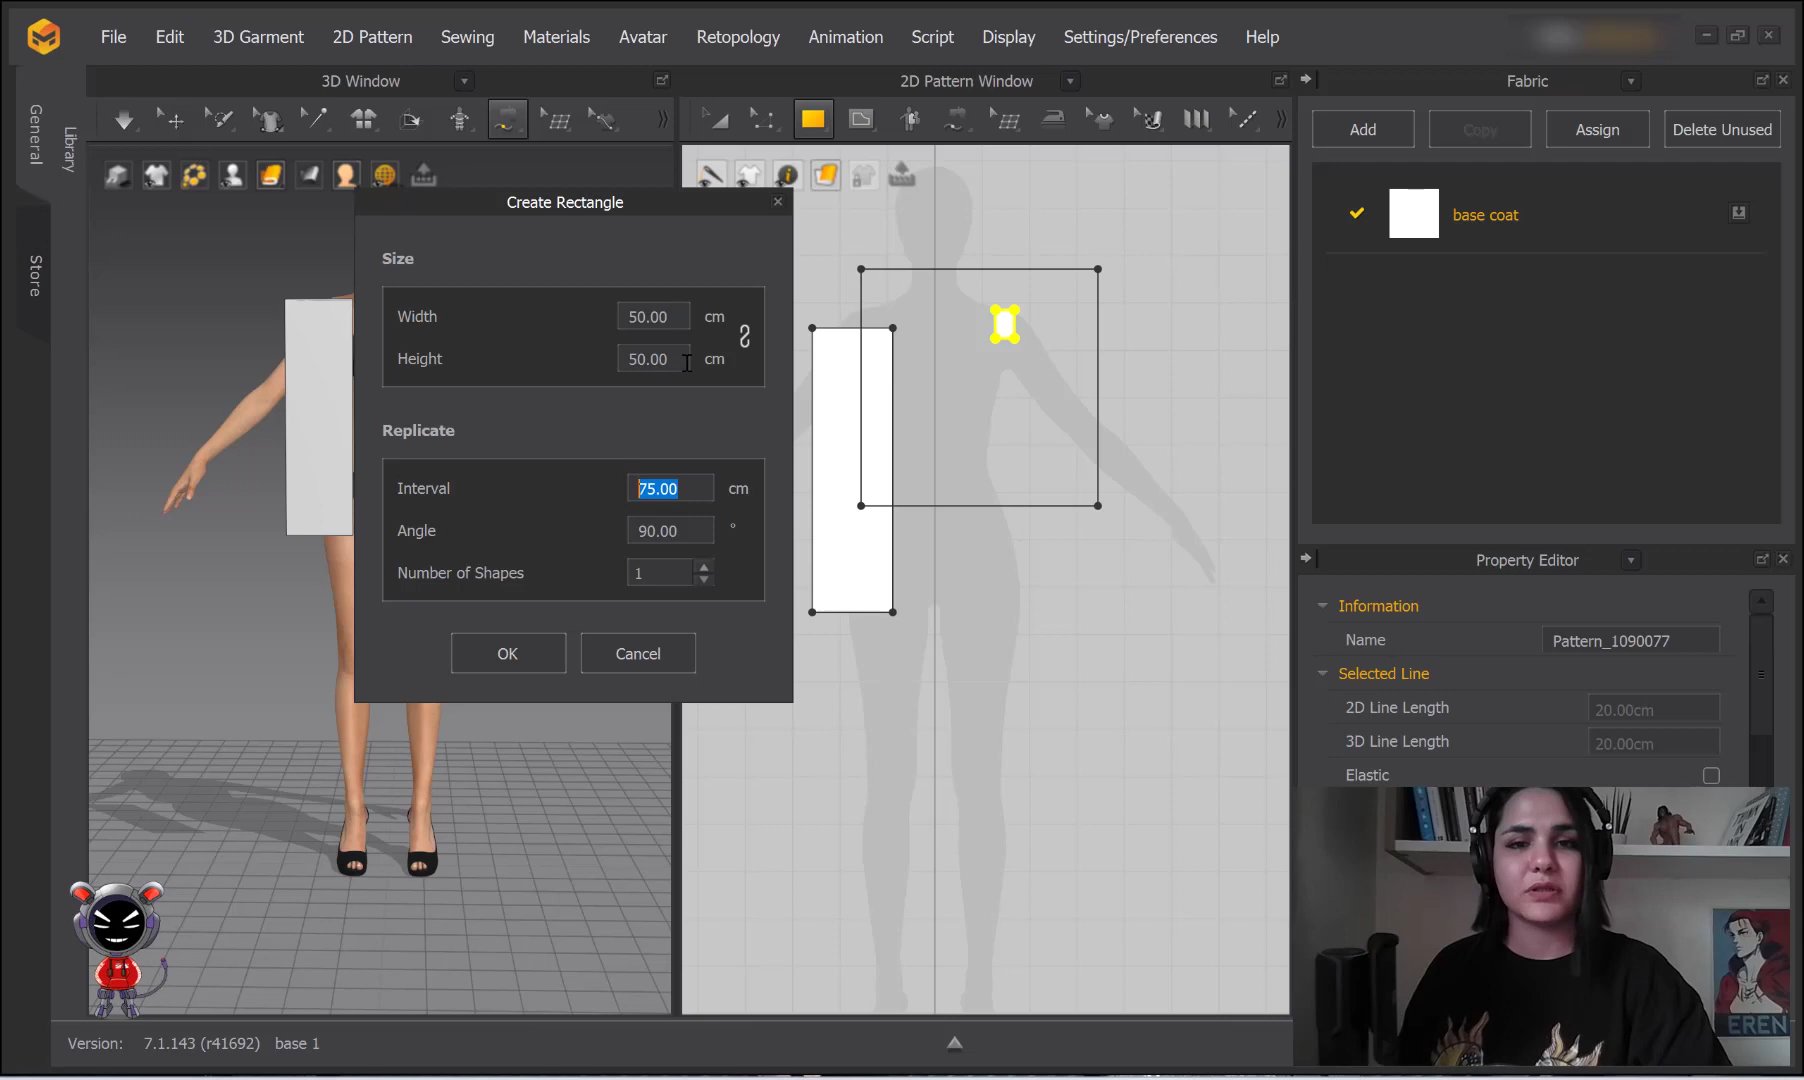 File Edit 3D Garment 2D Pattern Sewing Materials Avatar Retopology Animation Script Display Settings/Preferences Help
3D Window
2D Pattern Window
Fabric
General
Library
Store
Add Copy Assign Delete Unused
base coat
Create Rectangle
Size
Width 50.00 cm
Height 50.00 cm
Replicate
Interval 75.00 cm
Angle 90.00 °
Number of Shapes 1
OK Cancel
Property Editor
Information
Name Pattern_1090077
Selected Line
2D Line Length 20.00cm
3D Line Length 20.00cm
Elastic
EREN
Version: 7.1.143 (r41692) base 1